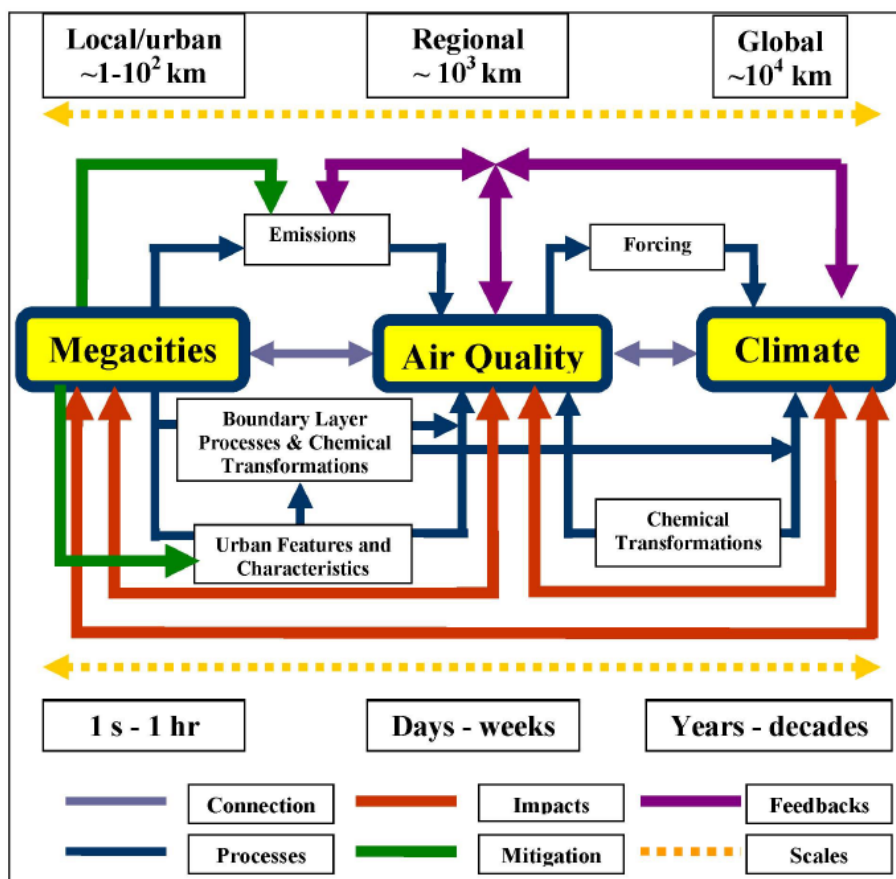 Local/urban
~1-10² km
Regional
~ 10³ km
Global
~10⁴ km
Emissions
Forcing
Megacities
Air Quality
Climate
Boundary Layer
Processes & Chemical
Transformations
Urban Features and
Characteristics
Chemical
Transformations
1 s - 1 hr
Days - weeks
Years - decades
Connection
Impacts
Feedbacks
Processes
Mitigation
Scales